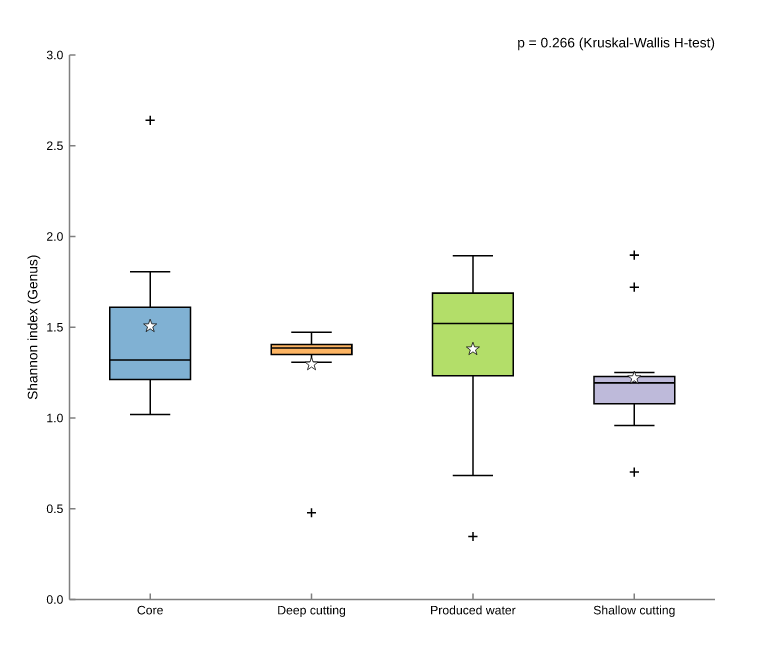 p = 0.266 (Kruskal-Wallis H-test)
Shannon index (Genus)
3.0
2.5
2.0
1.5
1.0
0.5
0.0
Core
Deep cutting
Produced water
Shallow cutting